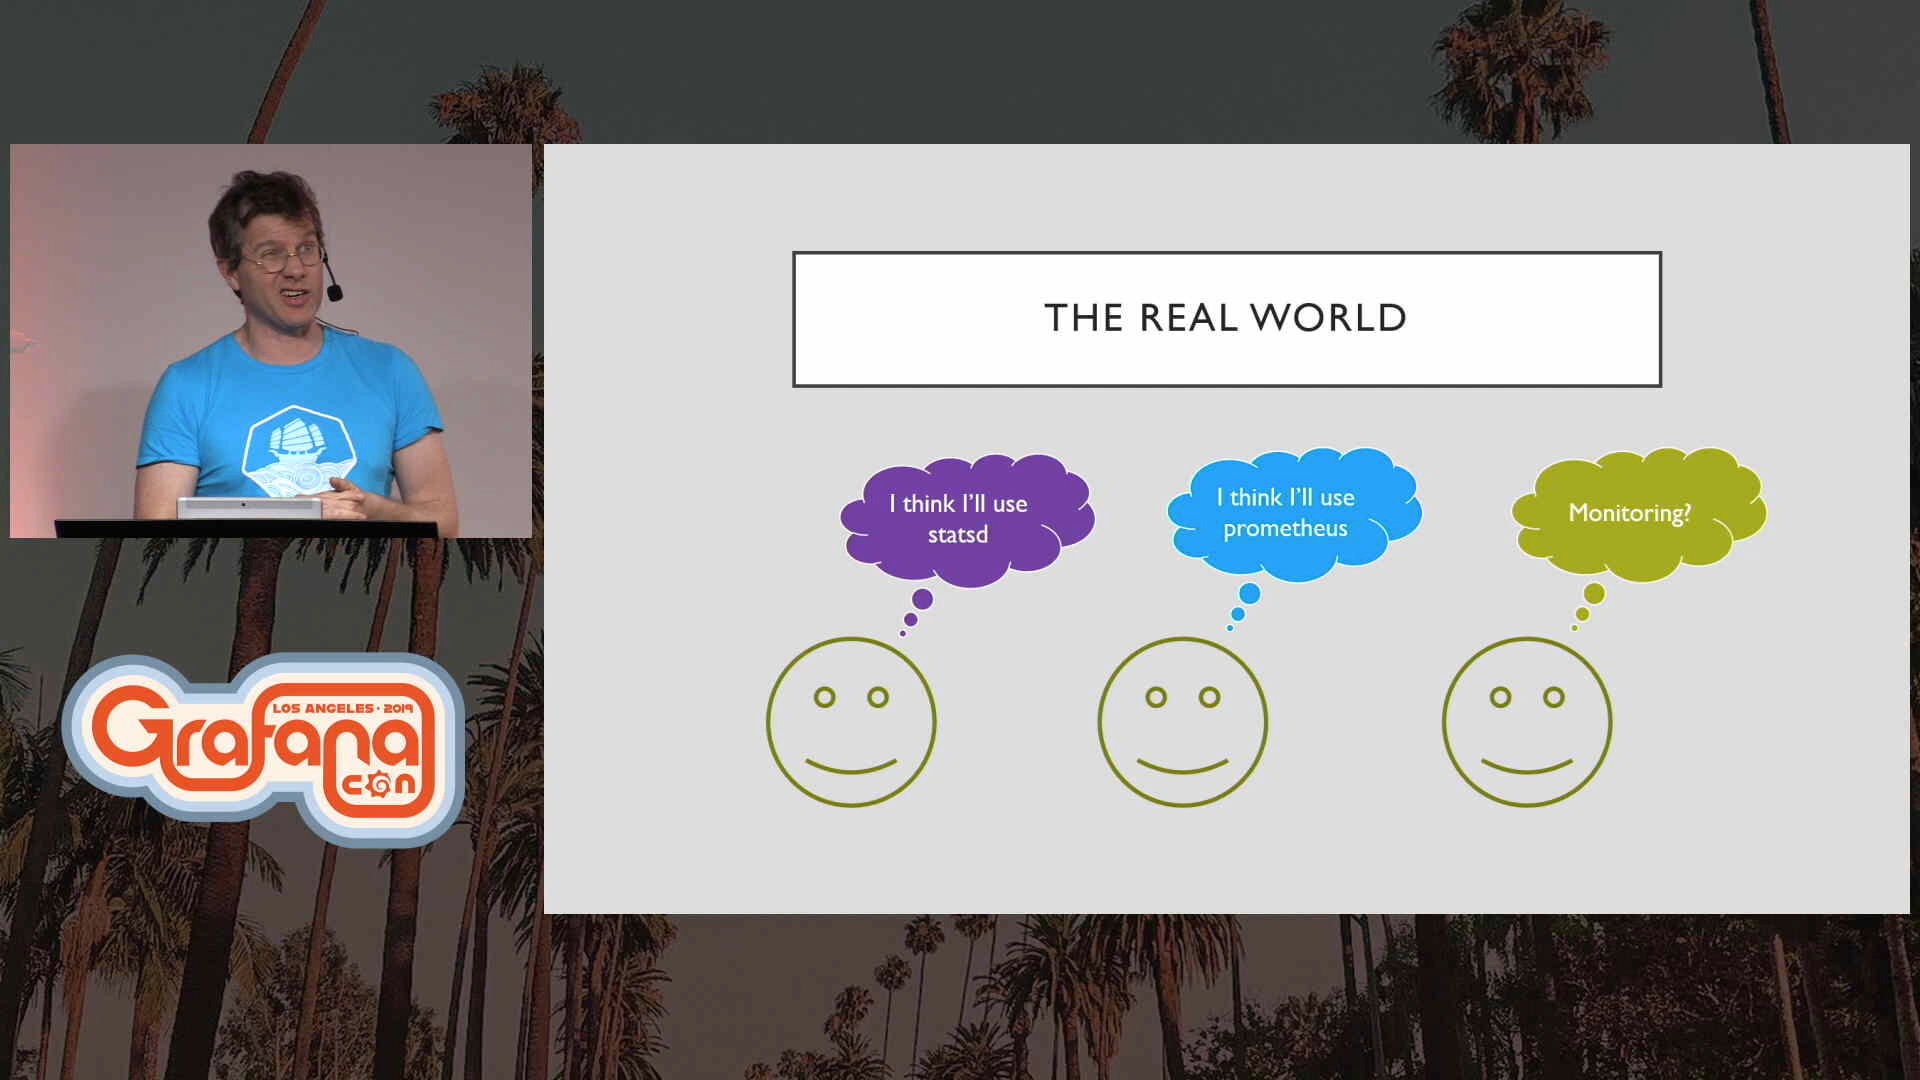 THE REAL WORLD
I think I'll use
statsd
I think I'll use
prometheus
Monitoring?
Grafana
LOS ANGELES · 2019
con